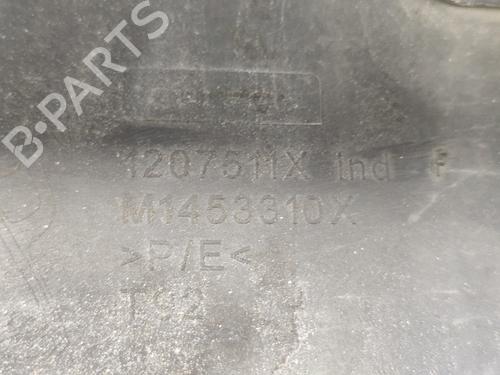 B-PARTS
1207511X Ind F
M1453310X
>P/E<